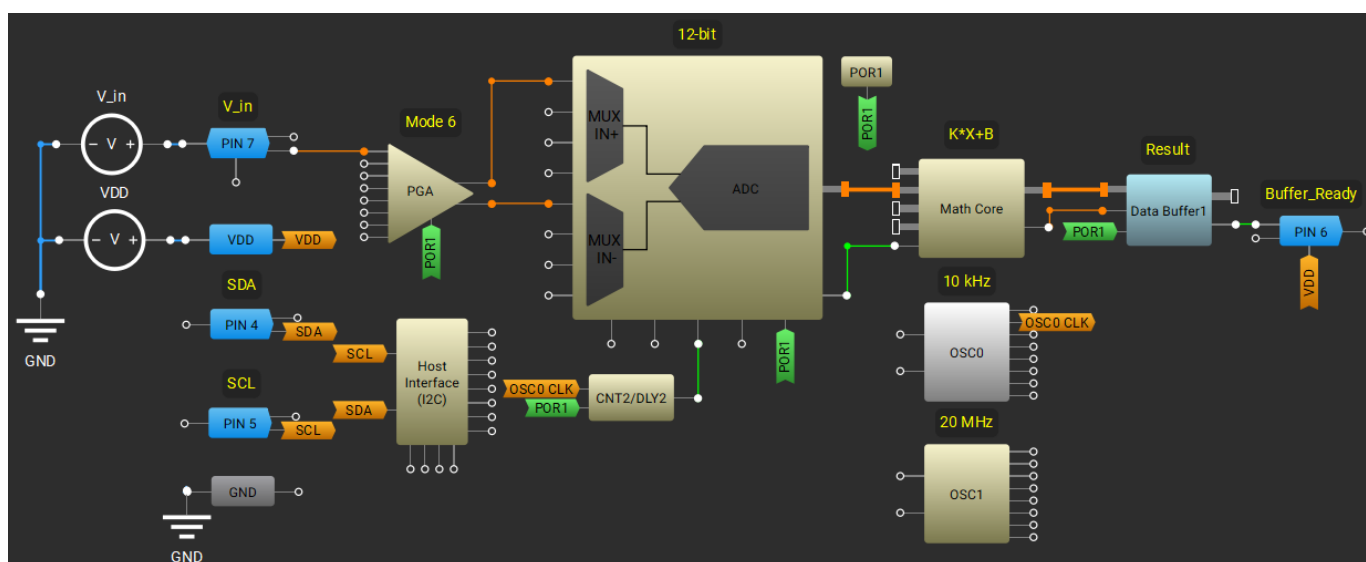 12-bit
V_in
V_in
Mode 6
POR1
POR1
K*X+B
Result
Buffer_Ready
MUX
IN+
− V +
PIN 7
PGA
POR1
ADC
Math Core
Data Buffer1
POR1
PIN 6
VDD
VDD
− V +
VDD
VDD
MUX
IN-
SDA
PIN 4
SDA
GND
SCL
Host
Interface
(I2C)
SDA
SCL
PIN 5
SCL
OSC0 CLK
POR1
CNT2/DLY2
POR1
10 kHz
OSC0
OSC0 CLK
20 MHz
OSC1
GND
GND